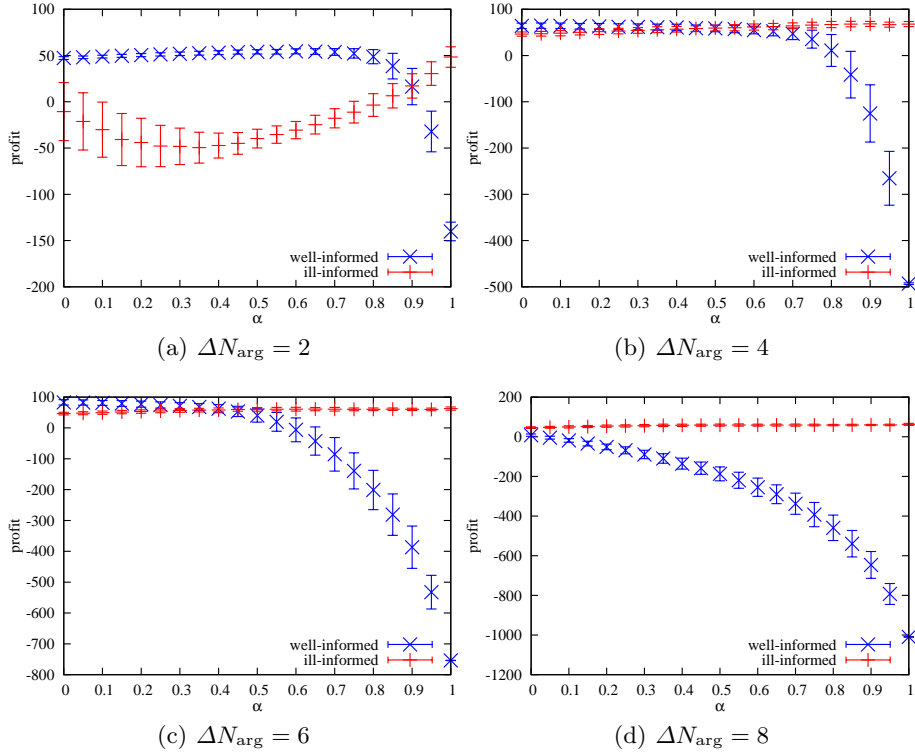 100
50
0
-50
-100
-150
-200
profit
0 0.1 0.2 0.3 0.4 0.5 0.6 0.7 0.8 0.9 1
α
well-informed
ill-informed
(a) ΔN_arg = 2
100
0
-100
-200
-300
-400
-500
profit
0 0.1 0.2 0.3 0.4 0.5 0.6 0.7 0.8 0.9 1
α
well-informed
ill-informed
(b) ΔN_arg = 4
100
0
-100
-200
-300
-400
-500
-600
-700
-800
profit
0 0.1 0.2 0.3 0.4 0.5 0.6 0.7 0.8 0.9 1
α
well-informed
ill-informed
(c) ΔN_arg = 6
200
0
-200
-400
-600
-800
-1000
-1200
profit
0 0.1 0.2 0.3 0.4 0.5 0.6 0.7 0.8 0.9 1
α
well-informed
ill-informed
(d) ΔN_arg = 8